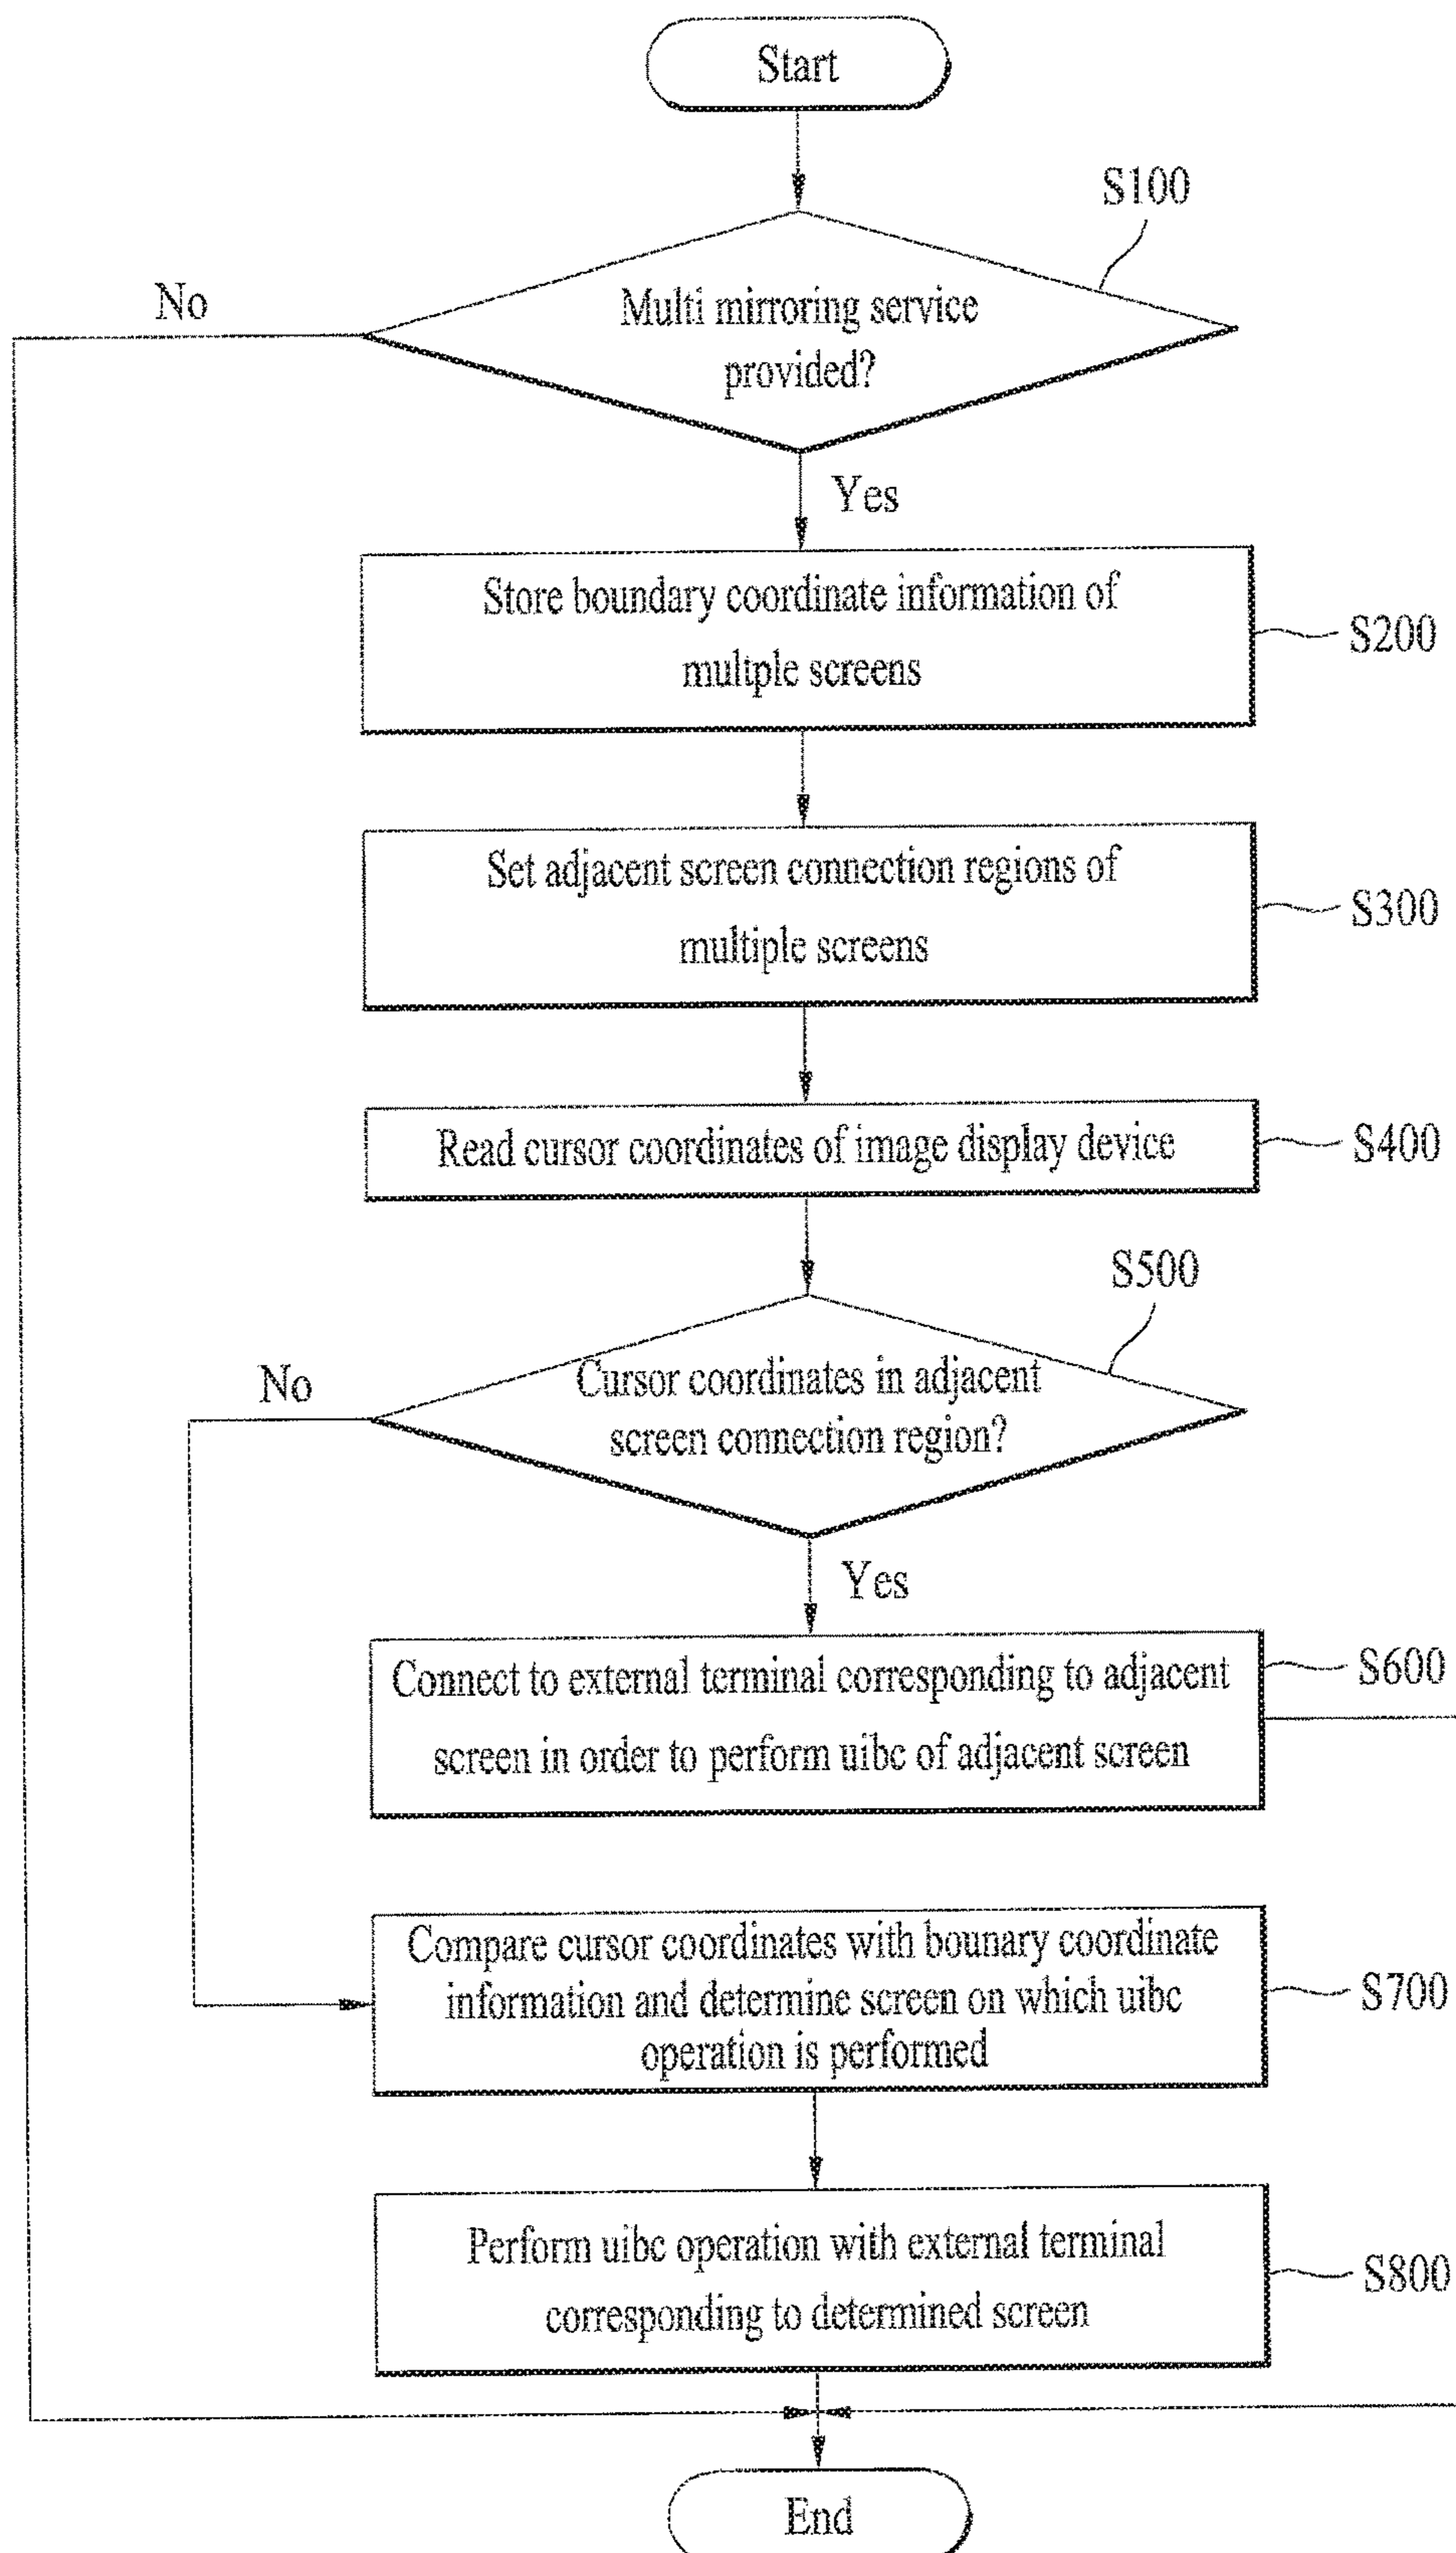 Start
S100
No
Multi mirroring service
provided?
Yes
Store boundary coordinate information of
multple screens
S200
Set adjacent screen connection regions of
multiple screens
S300
Read cursor coordinates of image display device
S400
S500
No
Cursor coordinates in adjacent
screen connection region?
Yes
Connect to external terminal corresponding to adjacent
screen in order to perform uibc of adjacent screen
S600
Compare cursor coordinates with bounary coordinate
information and determine screen on which uibc
operation is performed
S700
Perform uibc operation with external terminal
corresponding to determined screen
S800
End